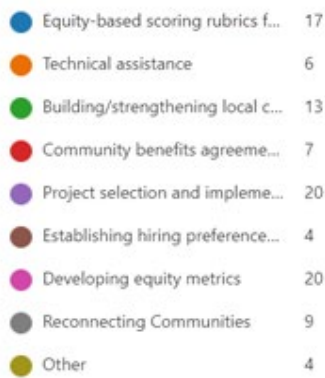 Equity-based scoring rubrics f... 17
Technical assistance 6
Building/strengthening local c... 13
Community benefits agreeme... 7
Project selection and impleme... 20
Establishing hiring preference... 4
Developing equity metrics 20
Reconnecting Communities 9
Other 4